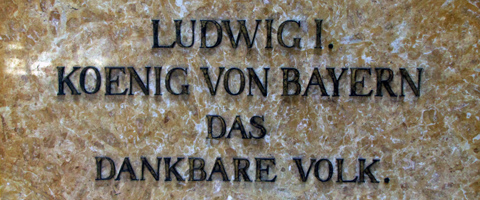 LUDWIG I.
KOENIG VON BAYERN
DAS
DANKBARE VOLK.